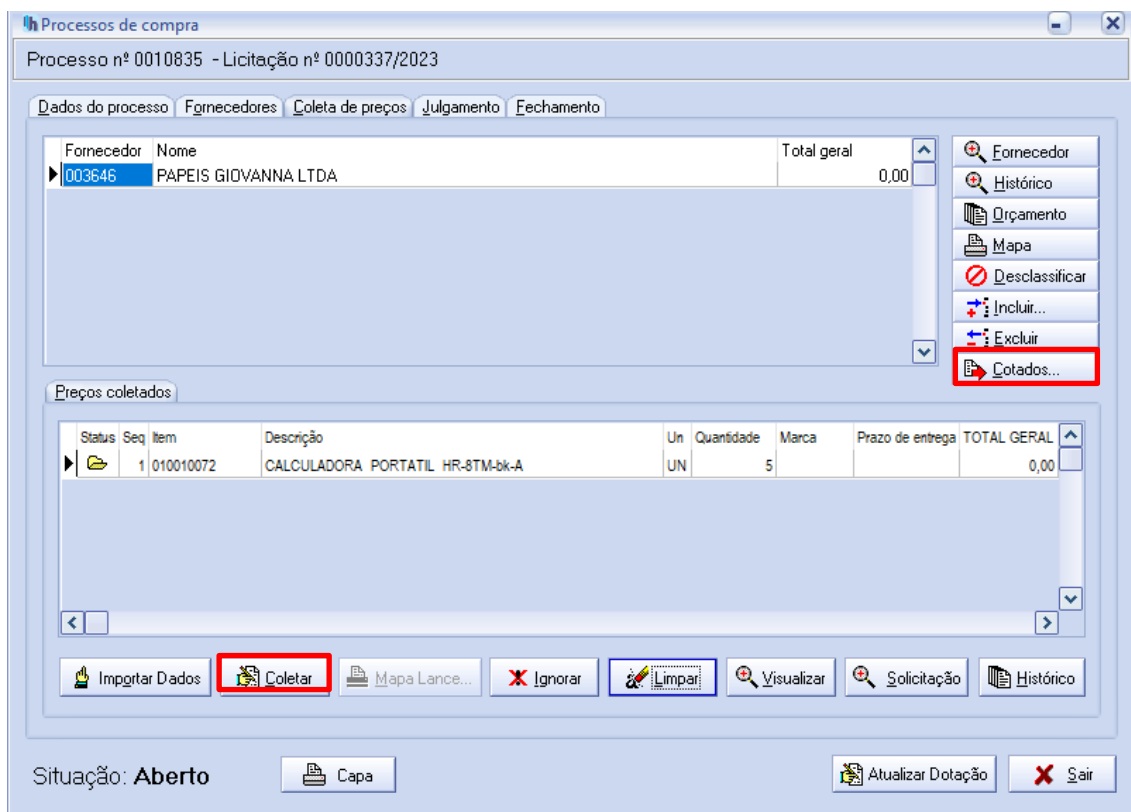 Processos de compra
Processo nº 0010835 - Licitação nº 0000337/2023
Dados do processo Fornecedores Coleta de preços Julgamento Fechamento
Fornecedor Nome Total geral
003646 PAPEIS GIOVANNA LTDA 0,00
Fornecedor
Histórico
Orçamento
Mapa
Desclassificar
Incluir...
Excluir
Cotados...
Preços coletados
Status Seq Item Descrição Un Quantidade Marca Prazo de entrega TOTAL GERAL
1 010010072 CALCULADORA PORTATIL HR-8TM-bk-A UN 5 0,00
Importar Dados Coletar Mapa Lance... Ignorar Limpar Visualizar Solicitação Histórico
Situação: Aberto Capa Atualizar Dotação Sair